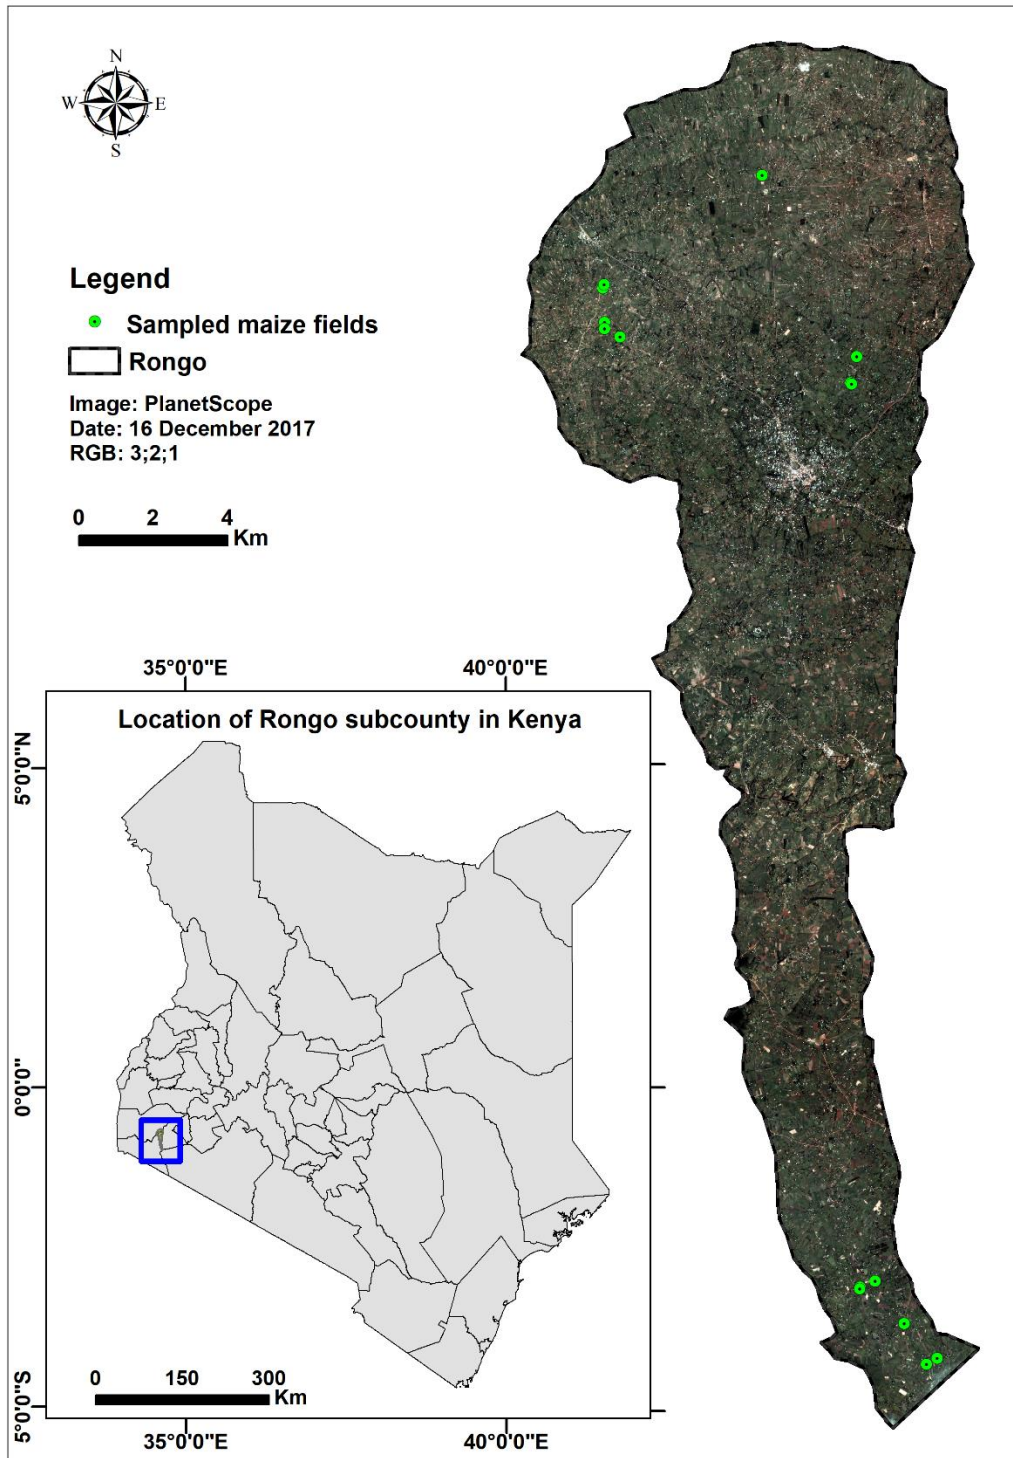 N
W E
S
Legend
Sampled maize fields
Rongo
Image: PlanetScope
Date: 16 December 2017
RGB: 3;2;1
0 2 4
Km
35°0'0"E 40°0'0"E
Location of Rongo subcounty in Kenya
5°0'0"N
0°0'0"
5°0'0"S
0 150 300
Km
35°0'0"E 40°0'0"E